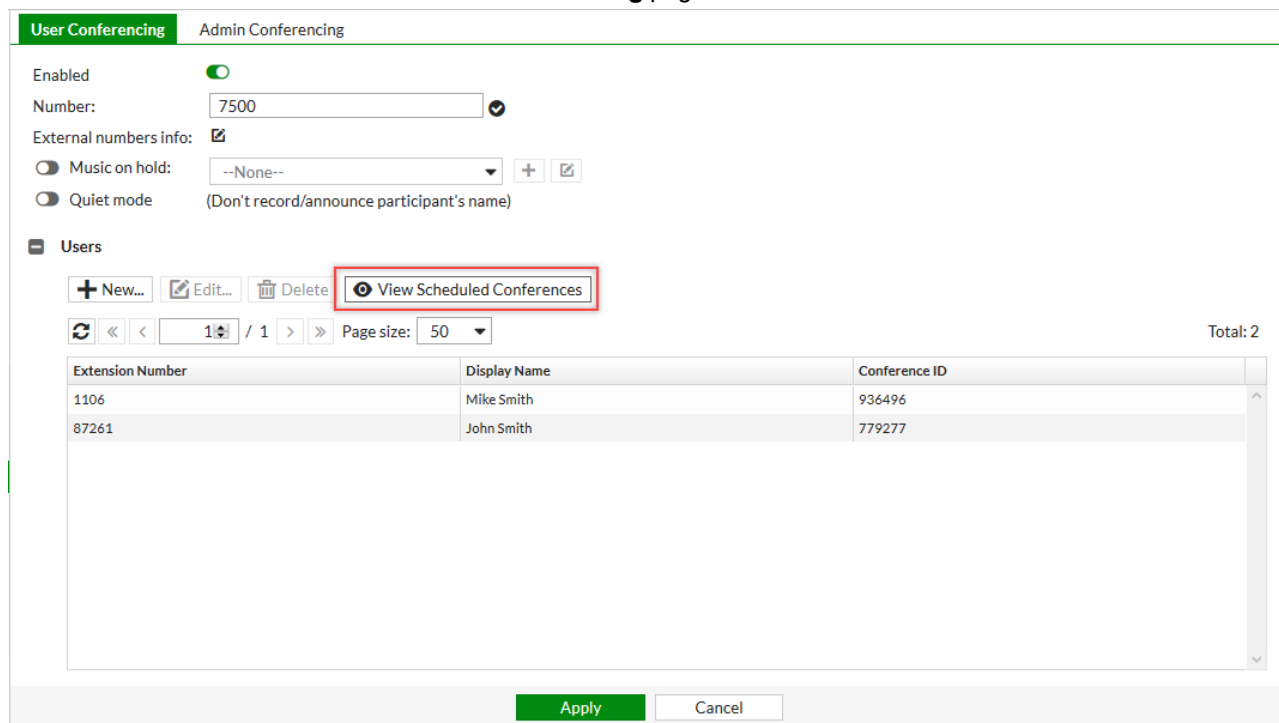 g pag
User Conferencing Admin Conferencing
Enabled
Number: 7500
External numbers info:
Music on hold: --None--
Quiet mode (Don't record/announce participant's name)
Users
New... Edit... Delete View Scheduled Conferences
1 / 1 Page size: 50 Total: 2
Extension Number Display Name Conference ID
1106 Mike Smith 936496
87261 John Smith 779277
Apply Cancel